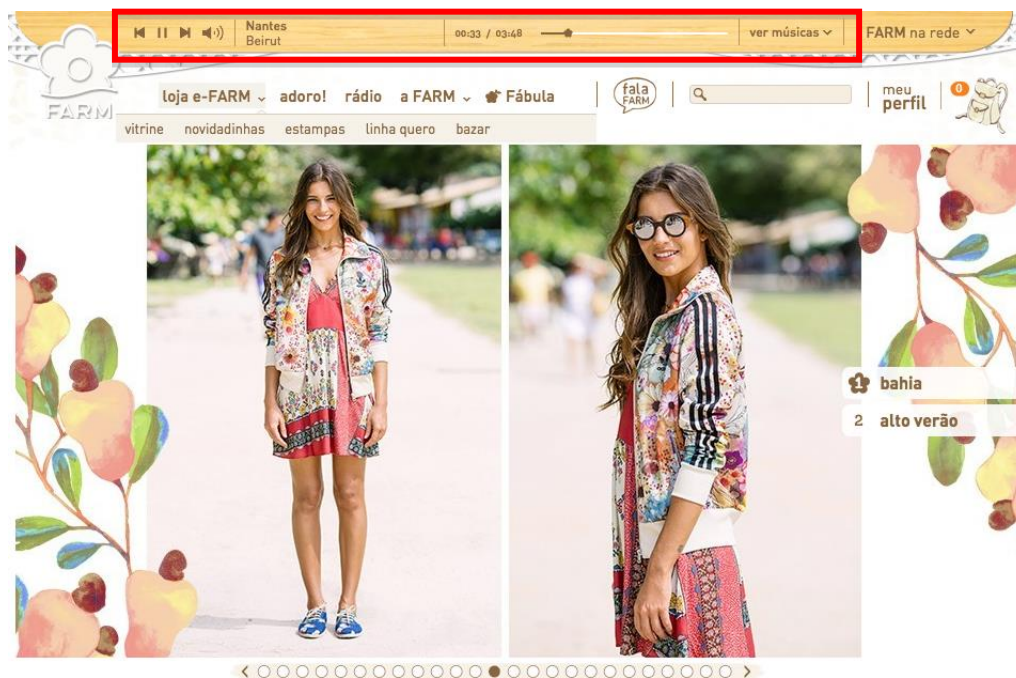 Nantes
Beirut
00:33 / 03:48
ver músicas
FARM na rede
FARM
loja e-FARM
adoro!
rádio
a FARM
Fábula
fala
FARM
meu
perfil
0
vitrine
novidadinhas
estampas
linha quero
bazar
1 bahia
2 alto verão